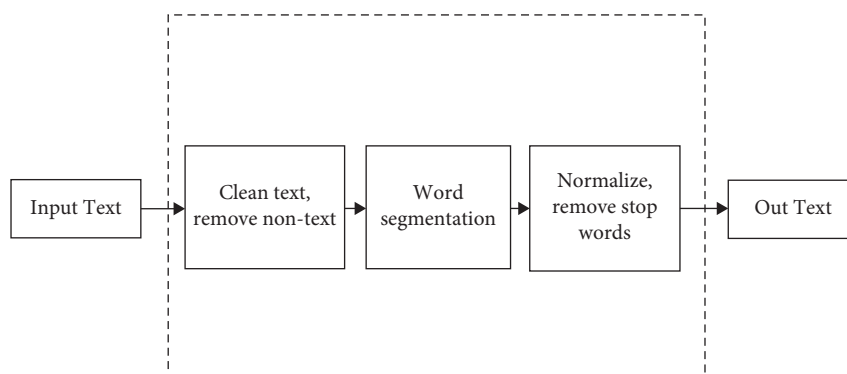 Input Text
Clean text,
remove non-text
Word
segmentation
Normalize,
remove stop
words
Out Text